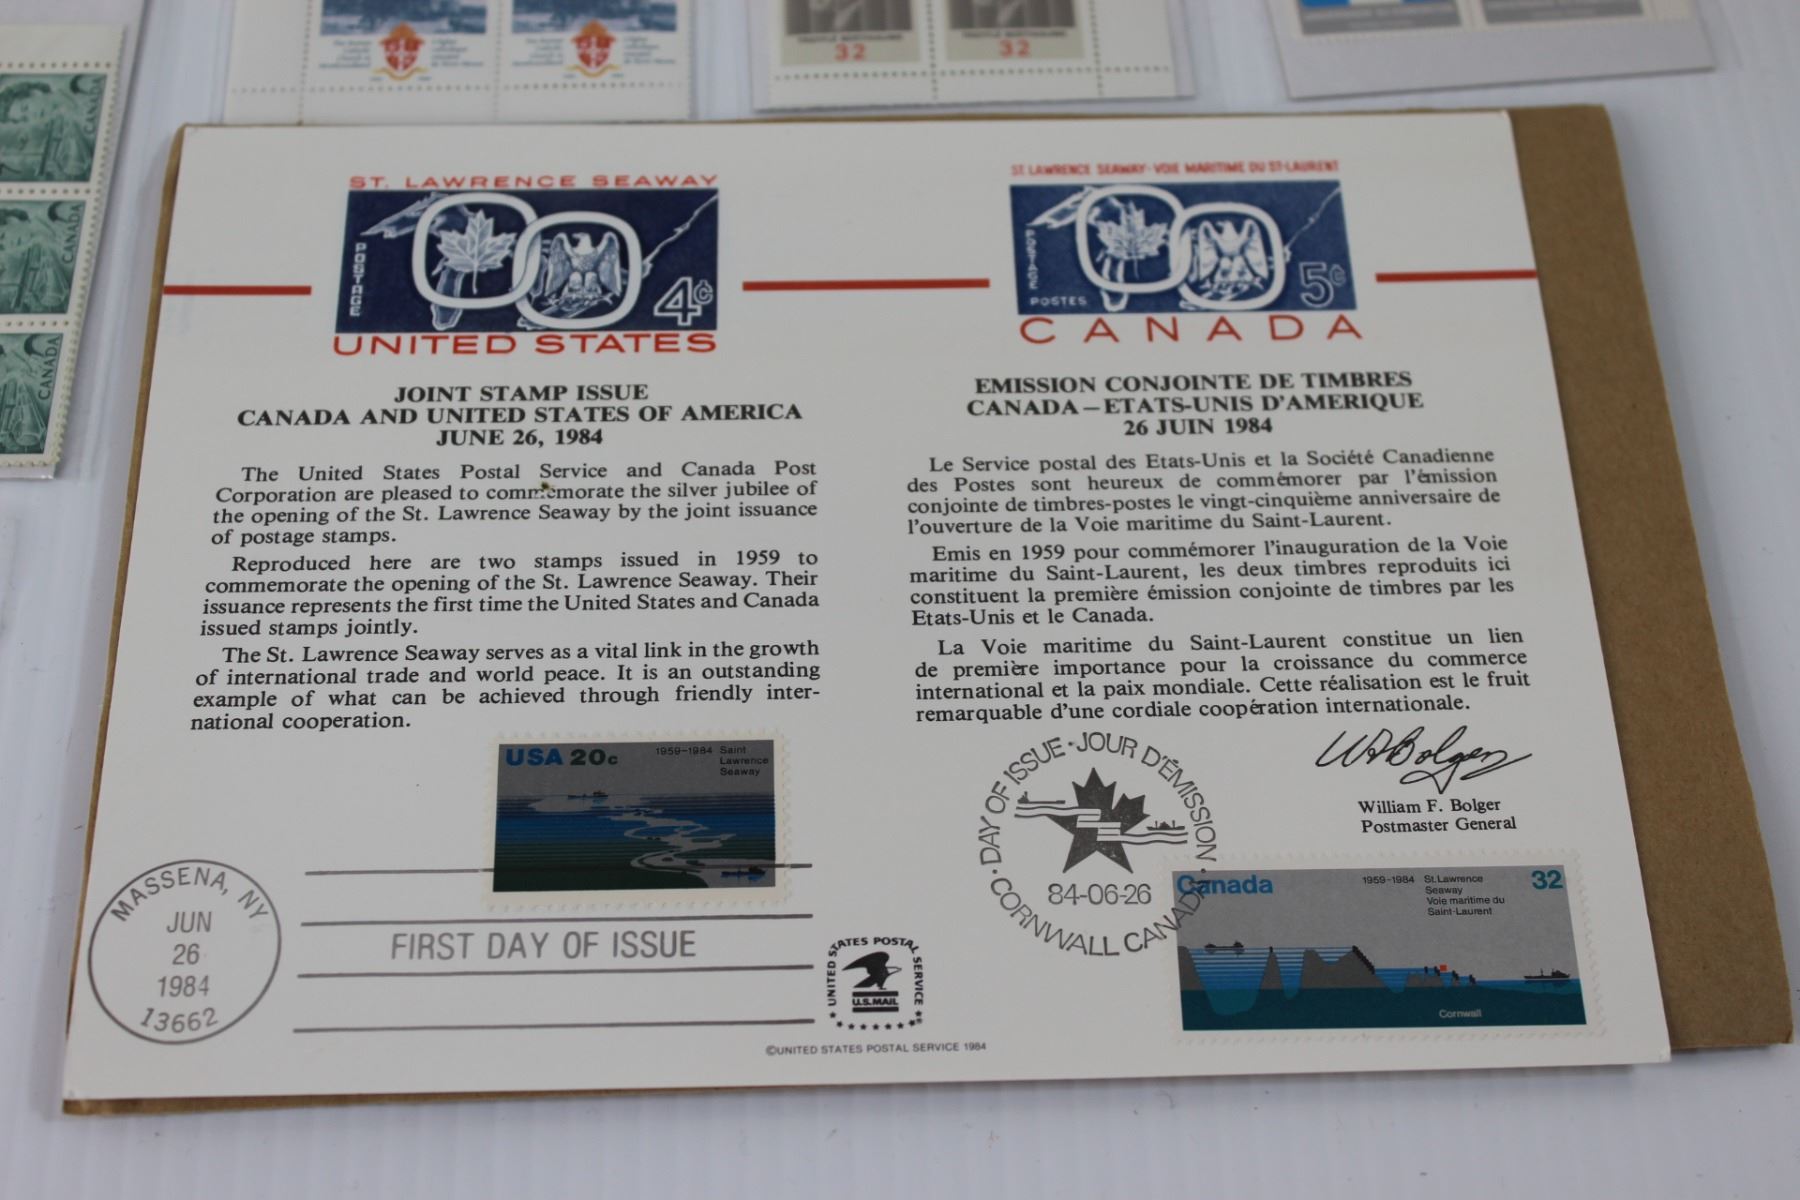 CANADA
CANADA
CANADA
32
32
ST. LAWRENCE SEAWAY
POSTAGE
4¢
UNITED STATES
JOINT STAMP ISSUE
CANADA AND UNITED STATES OF AMERICA
JUNE 26, 1984
The United States Postal Service and Canada Post
Corporation are pleased to commemorate the silver jubilee of
the opening of the St. Lawrence Seaway by the joint issuance
of postage stamps.
Reproduced here are two stamps issued in 1959 to
commemorate the opening of the St. Lawrence Seaway. Their
issuance represents the first time the United States and Canada
issued stamps jointly.
The St. Lawrence Seaway serves as a vital link in the growth
of international trade and world peace. It is an outstanding
example of what can be achieved through friendly inter-
national cooperation.
ST. LAWRENCE SEAWAY · VOIE MARITIME DU ST-LAURENT
POSTAGE
POSTES
5¢
CANADA
EMISSION CONJOINTE DE TIMBRES
CANADA – ETATS-UNIS D'AMERIQUE
26 JUIN 1984
Le Service postal des Etats-Unis et la Société Canadienne
des Postes sont heureux de commémorer par l'émission
conjointe de timbres-postes le vingt-cinquième anniversaire de
l'ouverture de la Voie maritime du Saint-Laurent.
Emis en 1959 pour commémorer l'inauguration de la Voie
maritime du Saint-Laurent, les deux timbres reproduits ici
constituent la première émission conjointe de timbres par les
Etats-Unis et le Canada.
La Voie maritime du Saint-Laurent constitue un lien
de première importance pour la croissance du commerce
international et la paix mondiale. Cette réalisation est le fruit
remarquable d'une cordiale coopération internationale.
USA 20c
1959-1984 Saint
Lawrence
Seaway
MASSENA, NY
JUN
26
1984
13662
FIRST DAY OF ISSUE
UNITED STATES POSTAL SERVICE
U.S. MAIL
DAY OF ISSUE · JOUR D'ÉMISSION
84-06-26
CORNWALL CANADA
W F Bolger
William F. Bolger
Postmaster General
Canada
1959-1984 St. Lawrence
Seaway
Voie maritime du
Saint-Laurent
32
Cornwall
©UNITED STATES POSTAL SERVICE 1984